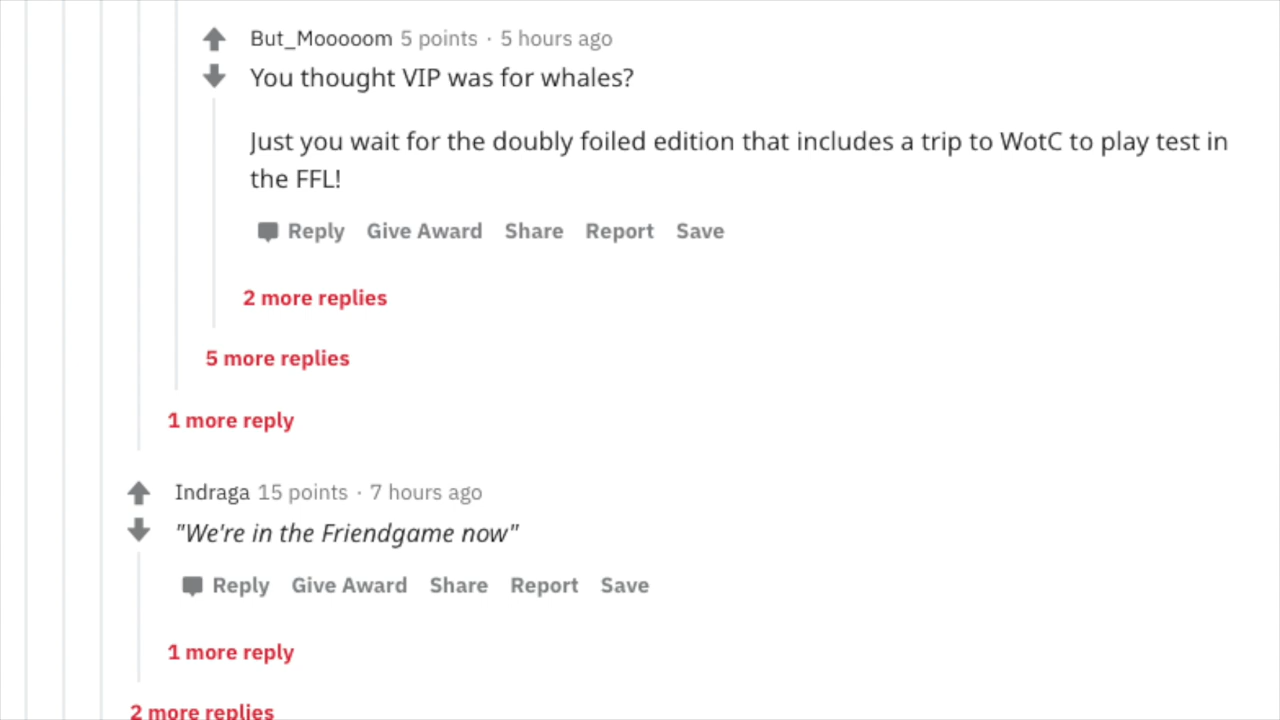 But_Mooooom 5 points · 5 hours ago
You thought VIP was for whales?
Just you wait for the doubly foiled edition that includes a trip to WotC to play test in
the FFL!
Reply Give Award Share Report Save
2 more replies
5 more replies
1 more reply
Indraga 15 points · 7 hours ago
"We're in the Friendgame now"
Reply Give Award Share Report Save
1 more reply
2 more replies